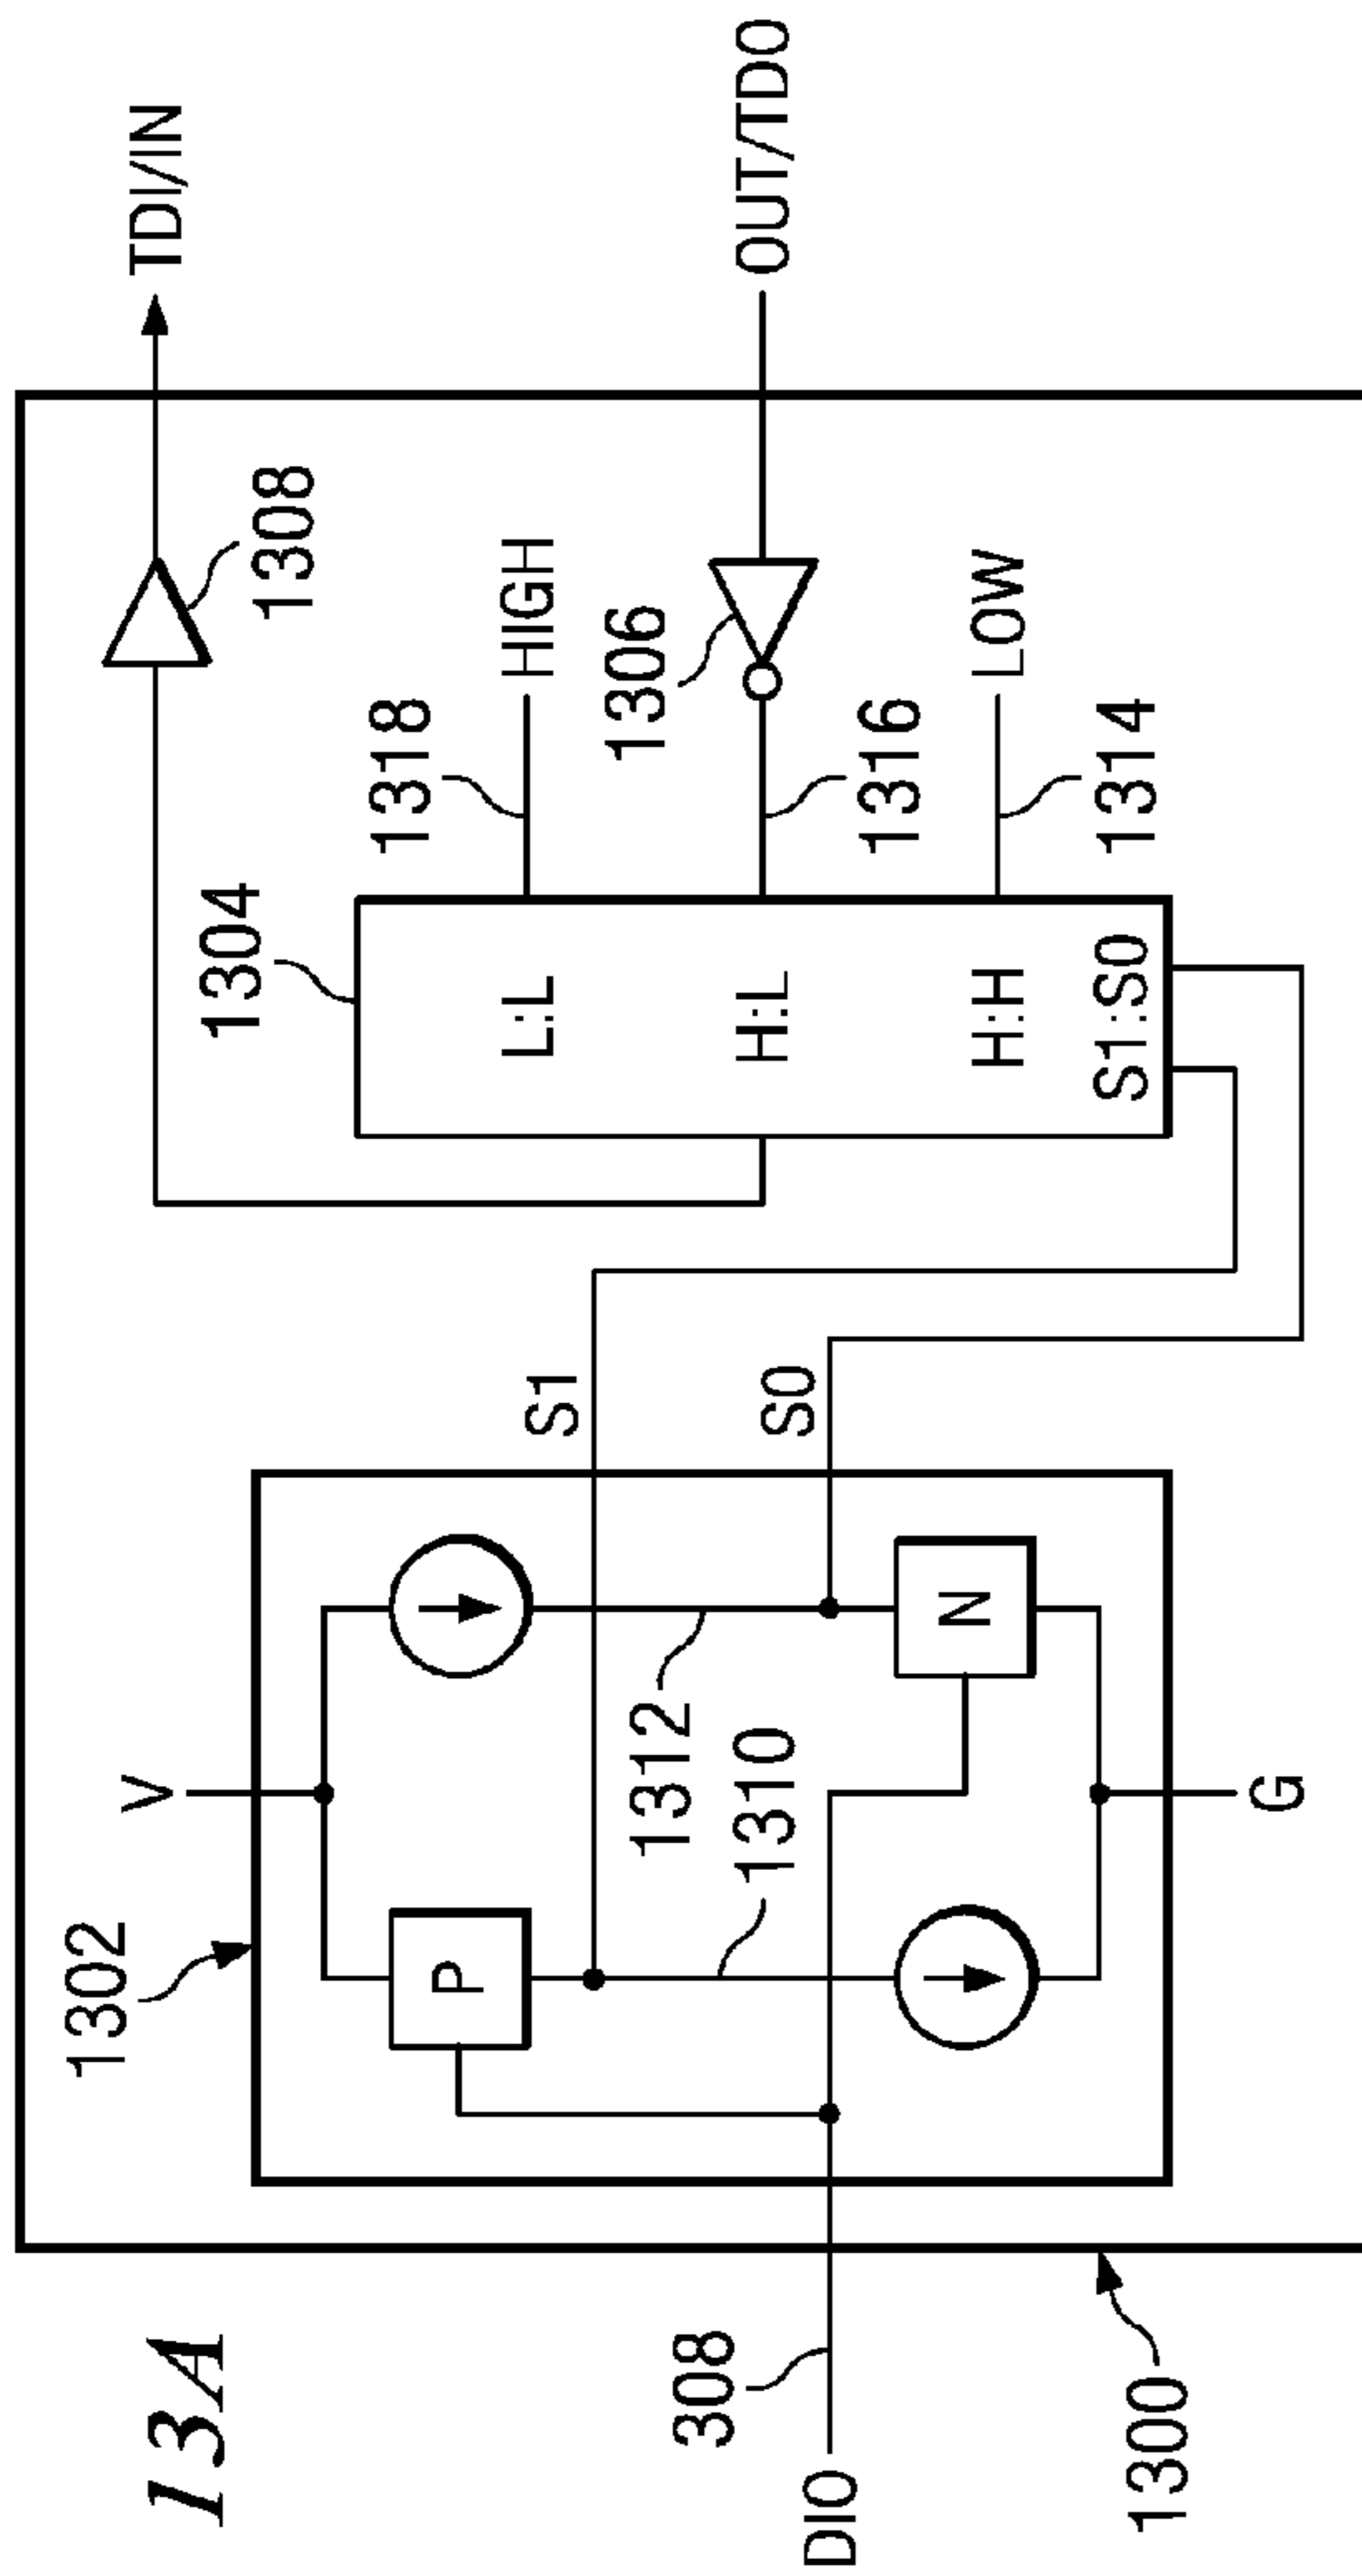 13A
1302
V
TDI/IN
1308
1304
1318
HIGH
P
S1
L:L
1312
1306
OUT/TDO
308
1310
S0
H:L
1316
DIO
N
H:H
LOW
S1:S0
1314
1300
G